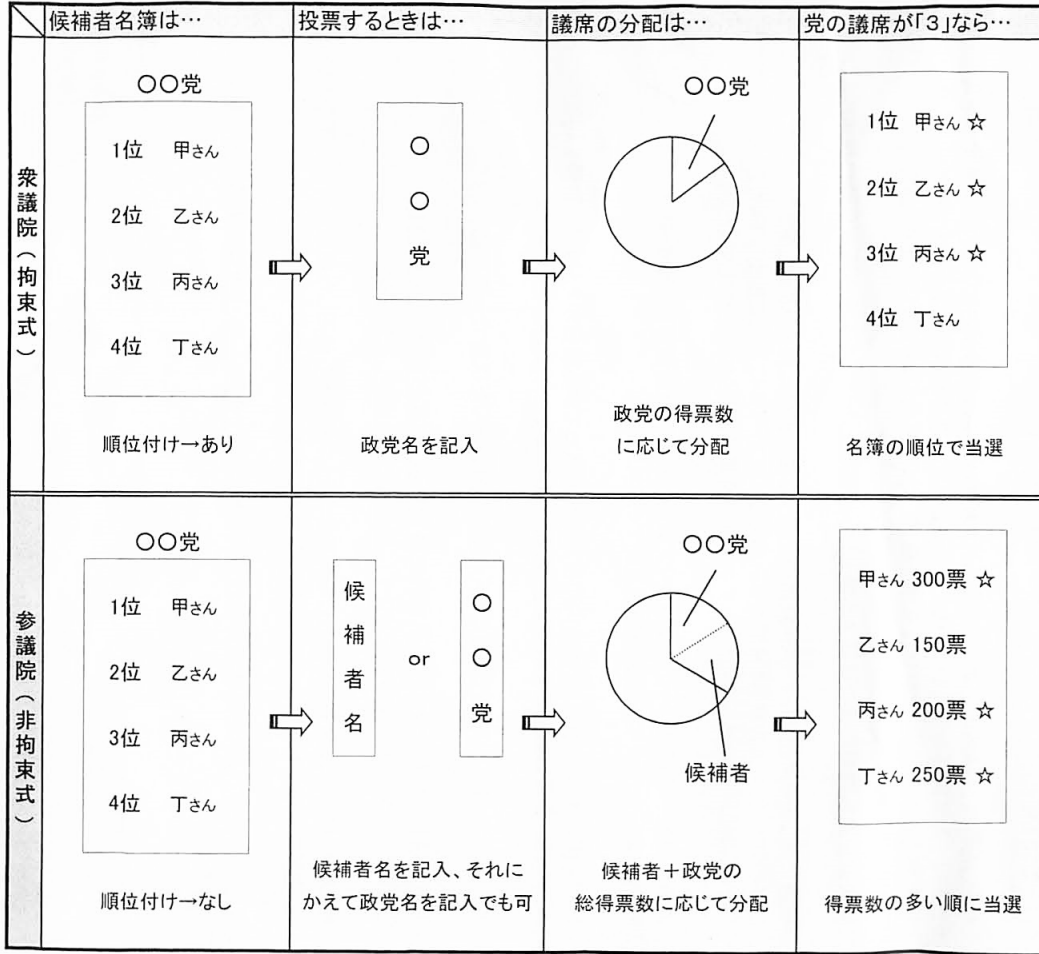 候補者名簿は…
投票するときは…
議席の分配は…
党の議席が「3」なら…
衆議院（拘束式）
○○党
1位 甲さん
2位 乙さん
3位 丙さん
4位 丁さん
順位付け→あり
○○党
政党名を記入
○○党
政党の得票数
に応じて分配
1位 甲さん ☆
2位 乙さん ☆
3位 丙さん ☆
4位 丁さん
名簿の順位で当選
参議院（非拘束式）
○○党
1位 甲さん
2位 乙さん
3位 丙さん
4位 丁さん
順位付け→なし
候補者名
or
○○党
候補者名を記入、それに
かえて政党名を記入でも可
○○党
候補者
候補者＋政党の
総得票数に応じて分配
甲さん 300票 ☆
乙さん 150票
丙さん 200票 ☆
丁さん 250票 ☆
得票数の多い順に当選